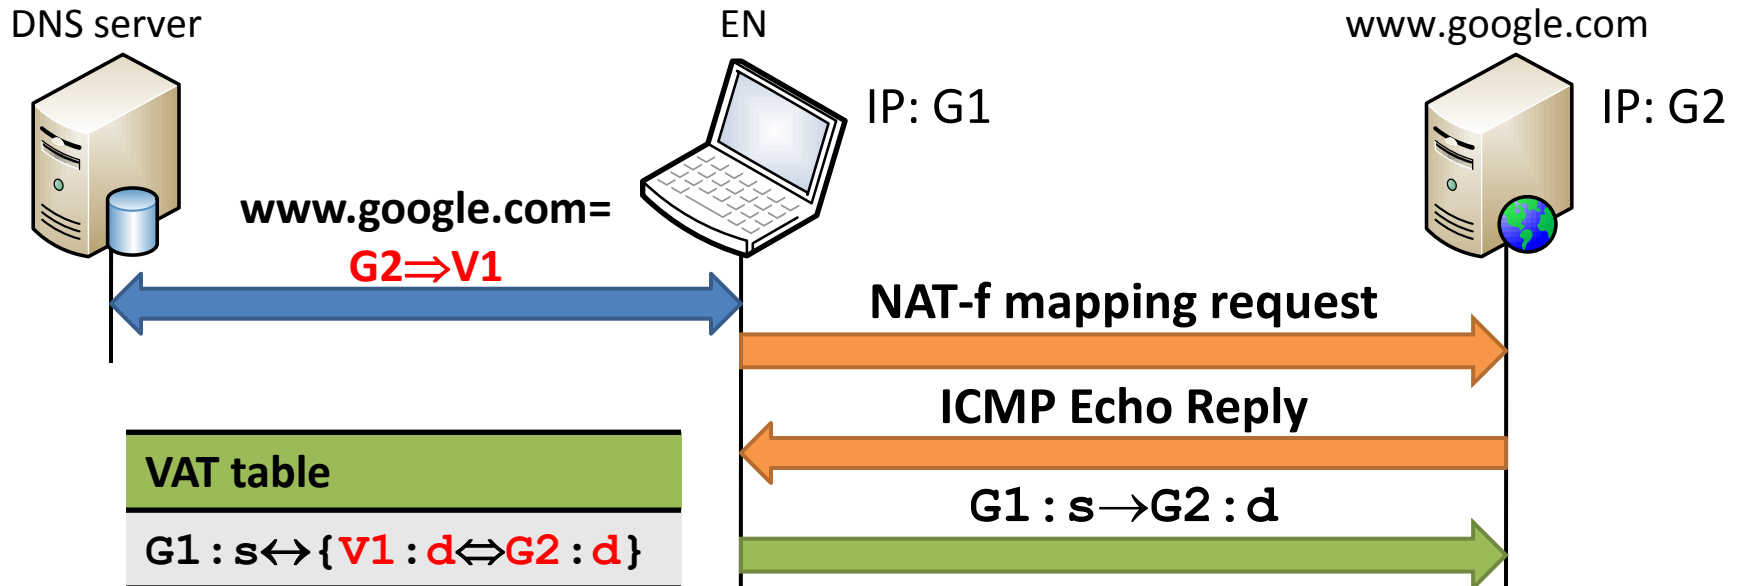 DNS server
EN
www.google.com
IP: G1
IP: G2
www.google.com=
G2⇒V1
NAT-f mapping request
ICMP Echo Reply
VAT table
G1:s→G2:d
G1:s↔{V1:d⇔G2:d}